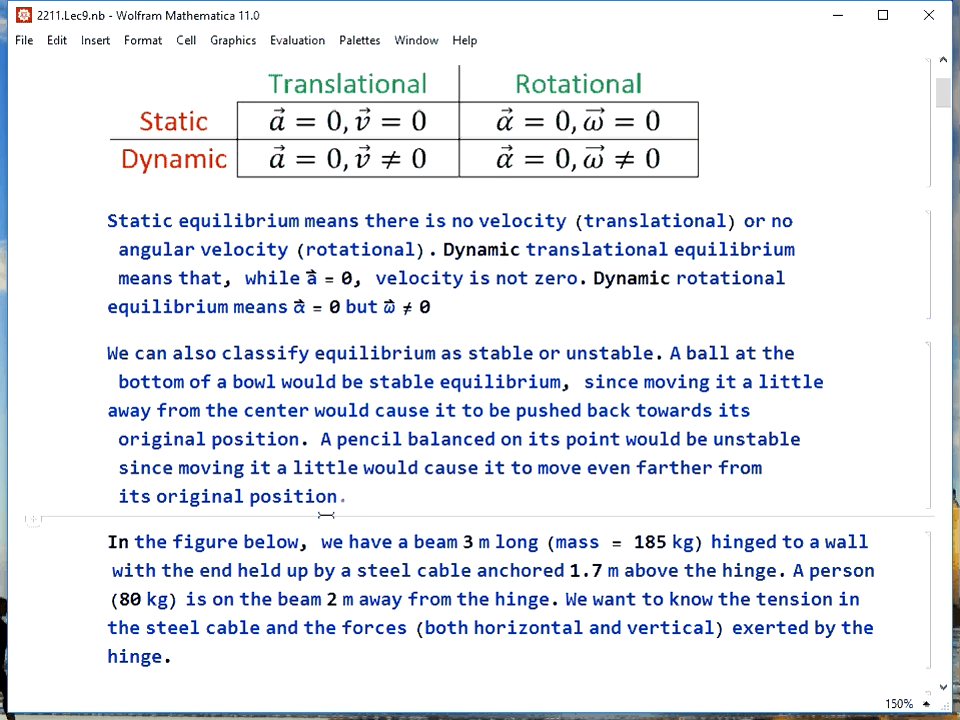 2211.Lec9.nb - Wolfram Mathematica 11.0
File Edit Insert Format Cell Graphics Evaluation Palettes Window Help
Translational Rotational
Static a⃗ = 0, v⃗ = 0 α⃗ = 0, ω⃗ = 0
Dynamic a⃗ = 0, v⃗ ≠ 0 α⃗ = 0, ω⃗ ≠ 0
Static equilibrium means there is no velocity (translational) or no
angular velocity (rotational). Dynamic translational equilibrium
means that, while a⃗ = 0, velocity is not zero. Dynamic rotational
equilibrium means α⃗ = 0 but ω⃗ ≠ 0
We can also classify equilibrium as stable or unstable. A ball at the
bottom of a bowl would be stable equilibrium, since moving it a little
away from the center would cause it to be pushed back towards its
original position. A pencil balanced on its point would be unstable
since moving it a little would cause it to move even farther from
its original position.
In the figure below, we have a beam 3 m long (mass = 185 kg) hinged to a wall
with the end held up by a steel cable anchored 1.7 m above the hinge. A person
(80 kg) is on the beam 2 m away from the hinge. We want to know the tension in
the steel cable and the forces (both horizontal and vertical) exerted by the
hinge.
150%